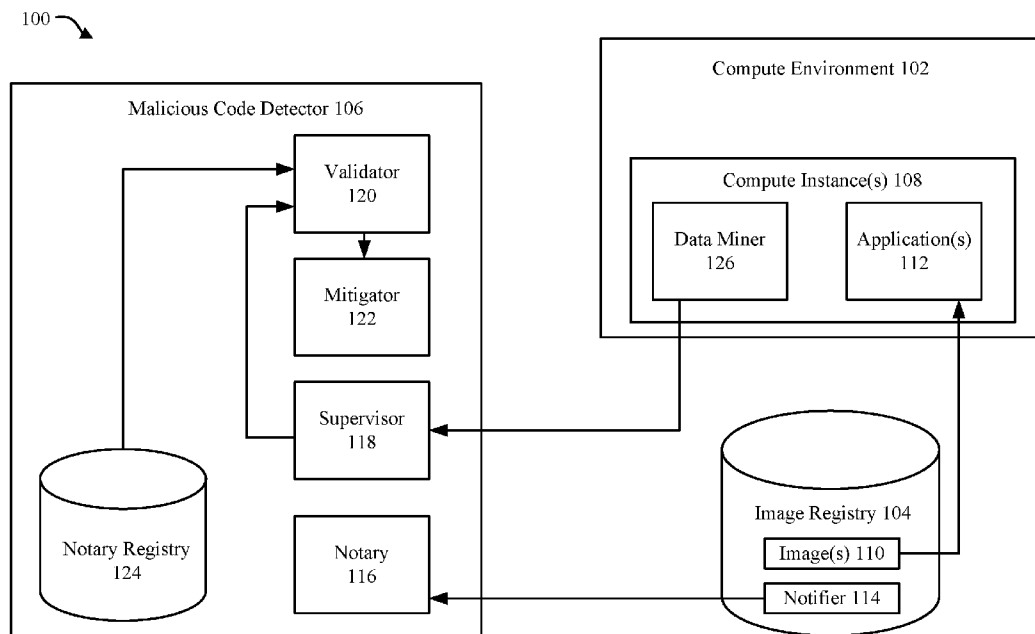 100
Compute Environment 102
Malicious Code Detector 106
Validator
120
Compute Instance(s) 108
Data Miner
126
Application(s)
112
Mitigator
122
Supervisor
118
Image Registry 104
Notary Registry
124
Notary
116
Image(s) 110
Notifier 114